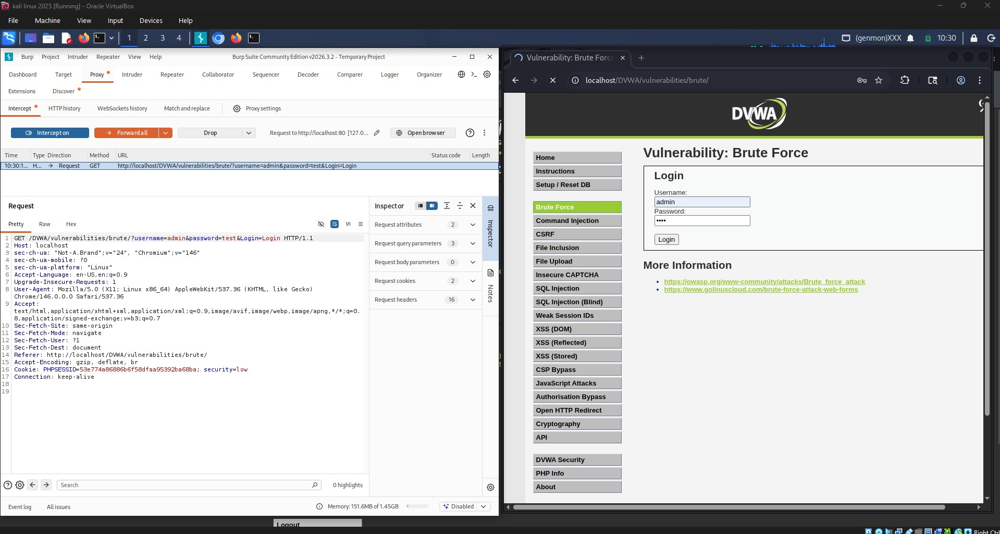 kali linux 2025 [Running] - Oracle VirtualBox
File Machine View Input Devices Help
1 2 3 4 (genmon)XXX 10:30
Burp Project Intruder Repeater View Help Burp Suite Community Edition v2026.3.2 - Temporary Project
Dashboard Target Proxy Intruder Repeater Collaborator Sequencer Decoder Comparer Logger Organizer
Extensions Discover
Intercept HTTP history WebSockets history Match and replace Proxy settings
Intercept on Forward all Drop Request to http://localhost:80 [127.0... Open browser
Time Type Direction Method URL Status code Length
10:30:1... H... → Request GET http://localhost/DVWA/vulnerabilities/brute/?username=admin&password=test&Login=Login
Request
Pretty Raw Hex \n
1 GET /DVWA/vulnerabilities/brute/?username=admin&password=test&Login=Login HTTP/1.1
2 Host: localhost
3 sec-ch-ua: "Not-A.Brand";v="24", "Chromium";v="146"
4 sec-ch-ua-mobile: ?0
5 sec-ch-ua-platform: "Linux"
6 Accept-Language: en-US,en;q=0.9
7 Upgrade-Insecure-Requests: 1
8 User-Agent: Mozilla/5.0 (X11; Linux x86_64) AppleWebKit/537.36 (KHTML, like Gecko)
Chrome/146.0.0.0 Safari/537.36
9 Accept:
text/html,application/xhtml+xml,application/xml;q=0.9,image/avif,image/webp,image/apng,*/*;q=0.
8,application/signed-exchange;v=b3;q=0.7
10 Sec-Fetch-Site: same-origin
11 Sec-Fetch-Mode: navigate
12 Sec-Fetch-User: ?1
13 Sec-Fetch-Dest: document
14 Referer: http://localhost/DVWA/vulnerabilities/brute/
15 Accept-Encoding: gzip, deflate, br
16 Cookie: PHPSESSID=53e774a86886b6f58dfaa95392ba68ba; security=low
17 Connection: keep-alive
18
19
Inspector
Request attributes 2
Request query parameters 3
Request body parameters 0
Request cookies 2
Request headers 16
Inspector
Notes
Search 0 highlights
Event log All issues Memory: 151.6MB of 1.45GB Disabled
Logout
Vulnerability: Brute Force
localhost/DVWA/vulnerabilities/brute/
DVWA
Home
Instructions
Setup / Reset DB
Brute Force
Command Injection
CSRF
File Inclusion
File Upload
Insecure CAPTCHA
SQL Injection
SQL Injection (Blind)
Weak Session IDs
XSS (DOM)
XSS (Reflected)
XSS (Stored)
CSP Bypass
JavaScript Attacks
Authorisation Bypass
Open HTTP Redirect
Cryptography
API
DVWA Security
PHP Info
About
Vulnerability: Brute Force
Login
Username:
admin
Password:
••••
Login
More Information
• https://owasp.org/www-community/attacks/Brute_force_attack
• https://www.golinuxcloud.com/brute-force-attack-web-forms
Right Ctrl